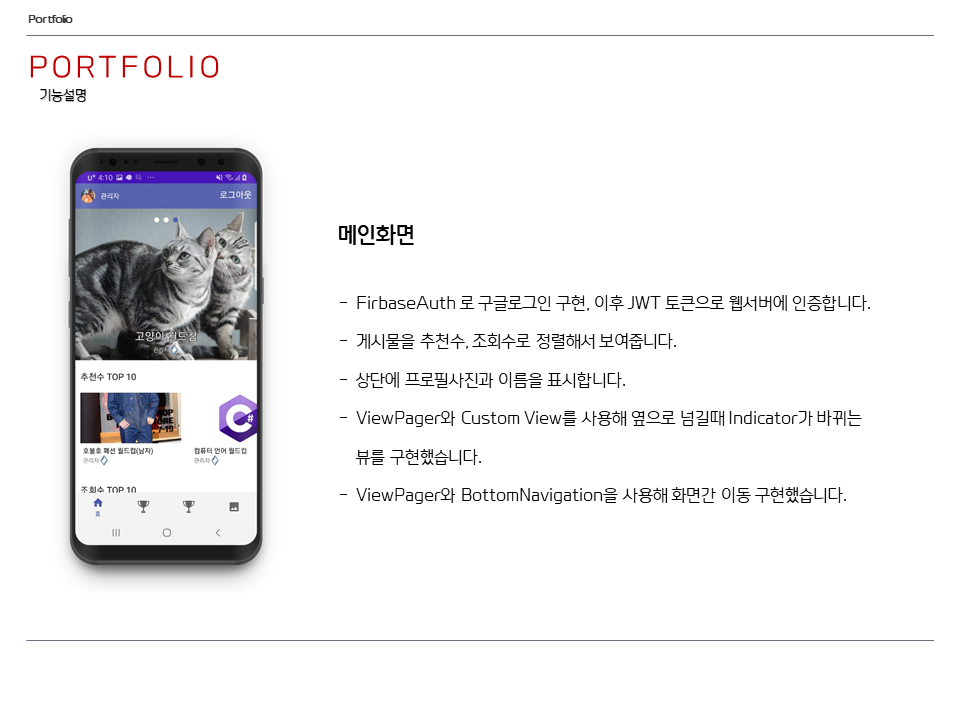 Portfolio
PORTFOLIO
기능설명
U+ 4:10
관리자 로그아웃
고양이 월드점
관리자
추천수 TOP 10
호불호 패션 월드컵(남자)
관리자
컴퓨터 언어 월드컵
관리자
조회수 TOP 10
홈
메인화면
- FirbaseAuth 로 구글로그인 구현, 이후 JWT 토큰으로 웹서버에 인증합니다.
- 게시물을 추천수, 조회수로 정렬해서 보여줍니다.
- 상단에 프로필사진과 이름을 표시합니다.
- ViewPager와 Custom View를 사용해 옆으로 넘길때 Indicator가 바뀌는
뷰를 구현했습니다.
- ViewPager와 BottomNavigation을 사용해 화면간 이동 구현했습니다.